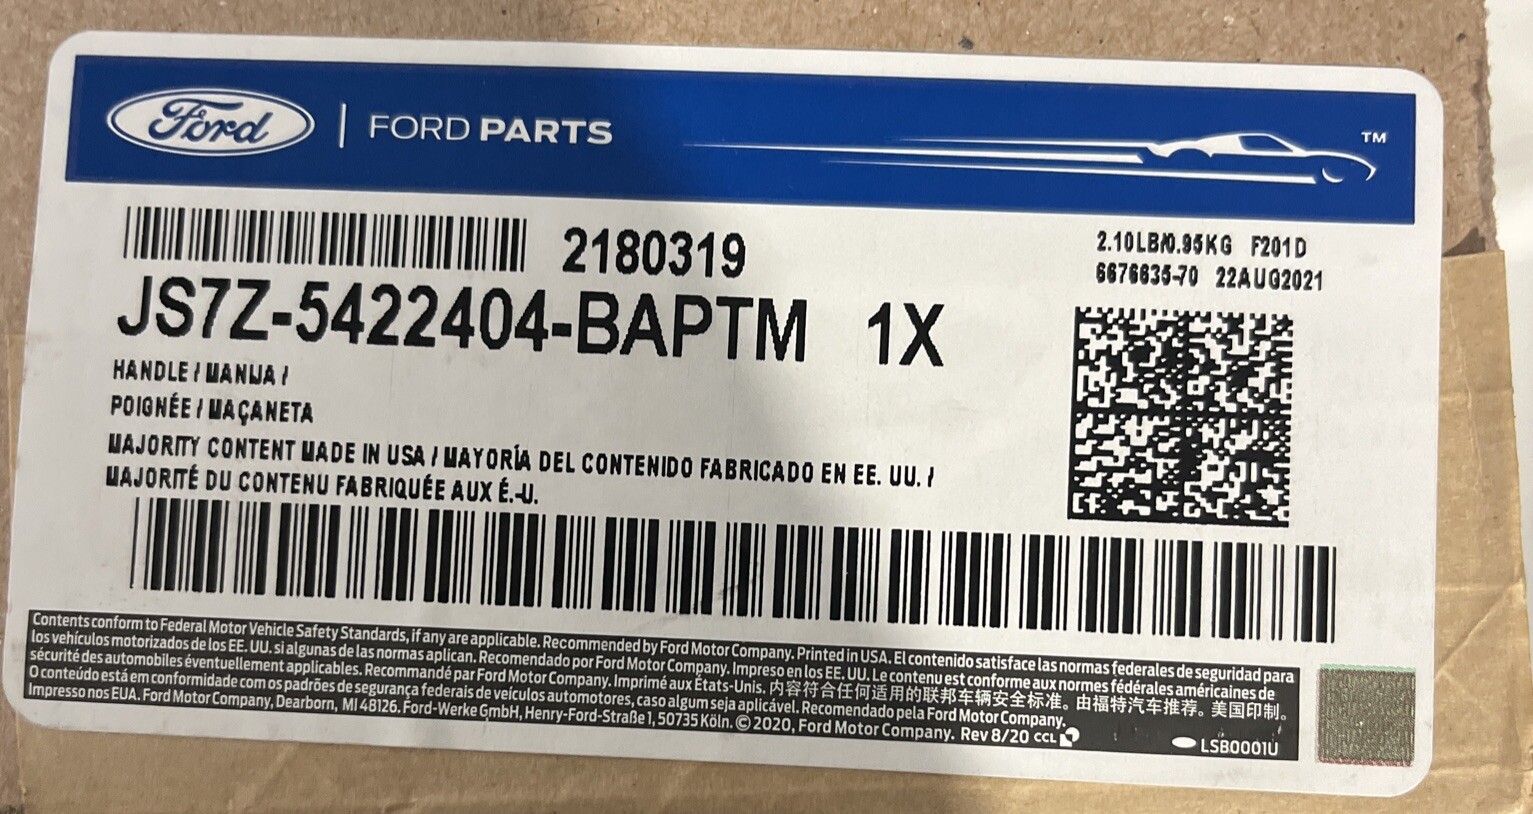 Ford | FORD PARTS ™
2180319
2.10LB/0.95KG F201D
6676635-70 22AUG2021
JS7Z-5422404-BAPTM 1X
HANDLE / MANIJA /
POIGNÉE / MAÇANETA
MAJORITY CONTENT MADE IN USA / MAYORÍA DEL CONTENIDO FABRICADO EN EE. UU. /
MAJORITÉ DU CONTENU FABRIQUÉE AUX É.-U.
Contents conform to Federal Motor Vehicle Safety Standards, if any are applicable. Recommended by Ford Motor Company. Printed in USA. El contenido satisface las normas federales de seguridad para
los vehículos motorizados de los EE. UU. si algunas de las normas aplican. Recomendado por Ford Motor Company. Impreso en los EE. UU. Le contenu est conforme aux normes fédérales américaines de
sécurité des automobiles éventuellement applicables. Recommandé par Ford Motor Company. Imprimé aux États-Unis. 内容符合任何适用的联邦车辆安全标准。由福特汽车推荐。美国印制。
O conteúdo está em conformidade com os padrões de segurança federais de veículos automotores, caso algum seja aplicável. Recomendado pela Ford Motor Company.
Impresso nos EUA. Ford Motor Company, Dearborn, MI 48126. Ford-Werke GmbH, Henry-Ford-Straße 1, 50735 Köln. © 2020, Ford Motor Company. Rev 8/20 CCL
LSB0001U